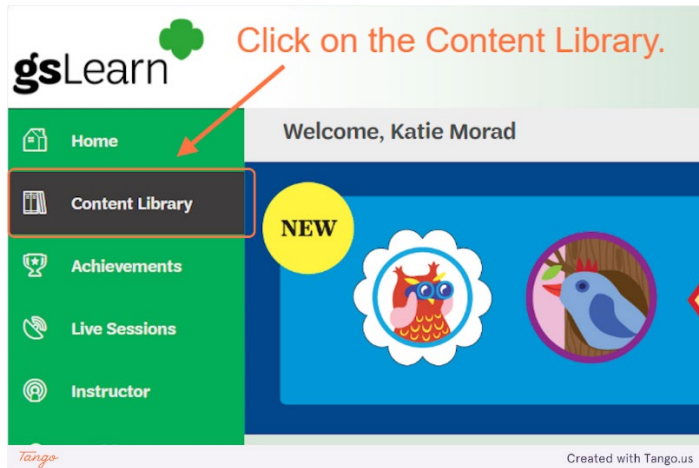 Click on the Content Library.
gsLearn
Home
Welcome, Katie Morad
Content Library
NEW
Achievements
Live Sessions
Instructor
Tango
Created with Tango.us